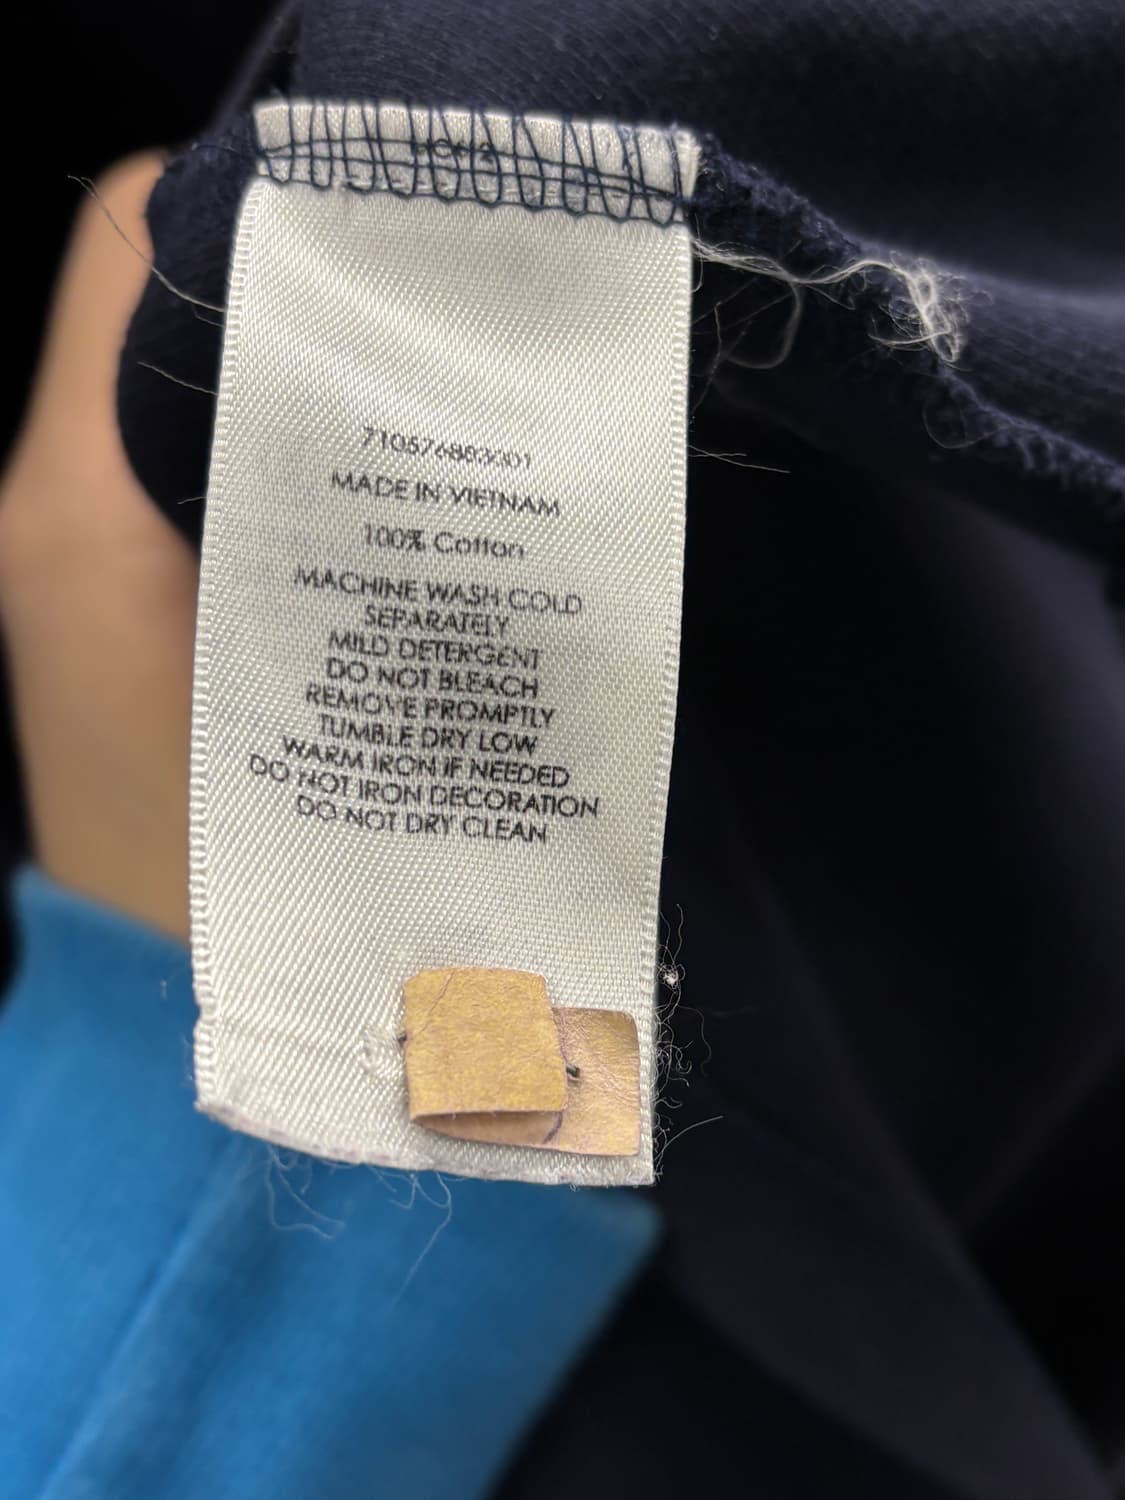 710576883001
MADE IN VIETNAM
100% Cotton
MACHINE WASH COLD
SEPARATELY
MILD DETERGENT
DO NOT BLEACH
REMOVE PROMPTLY
TUMBLE DRY LOW
WARM IRON IF NEEDED
DO NOT IRON DECORATION
DO NOT DRY CLEAN